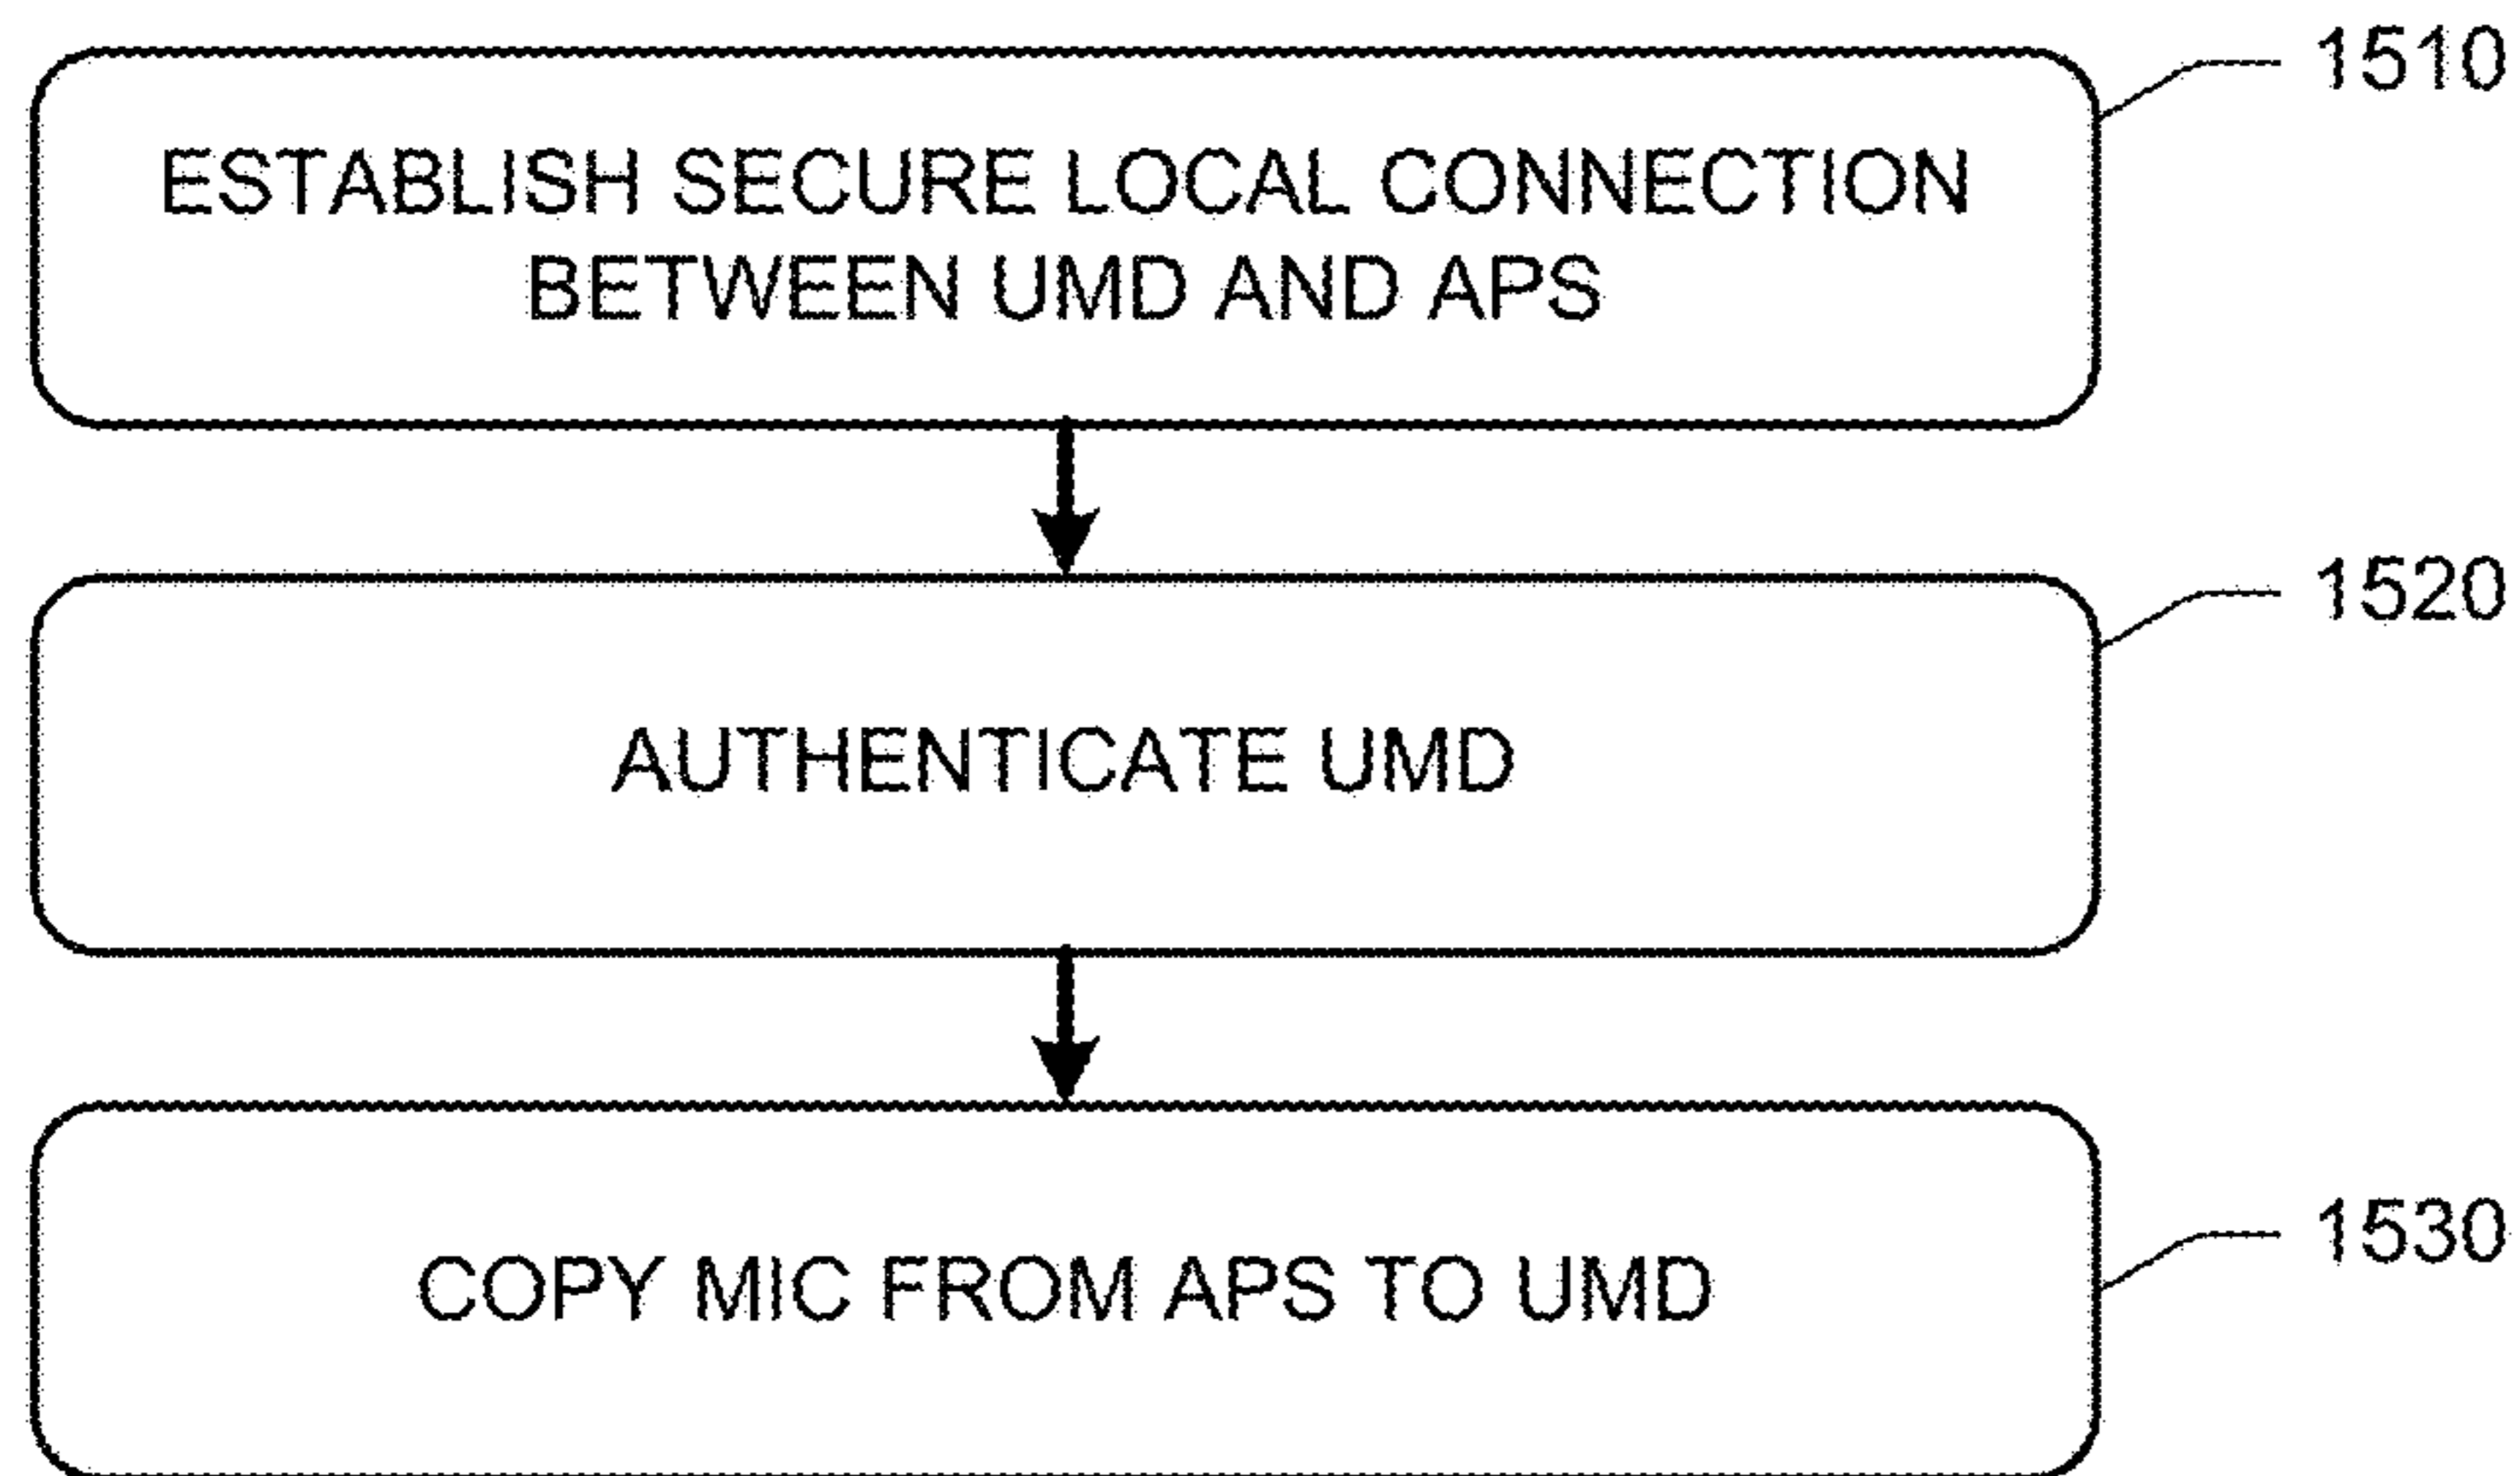 1510
ESTABLISH SECURE LOCAL CONNECTION
BETWEEN UMD AND APS
1520
AUTHENTICATE UMD
1530
COPY MIC FROM APS TO UMD